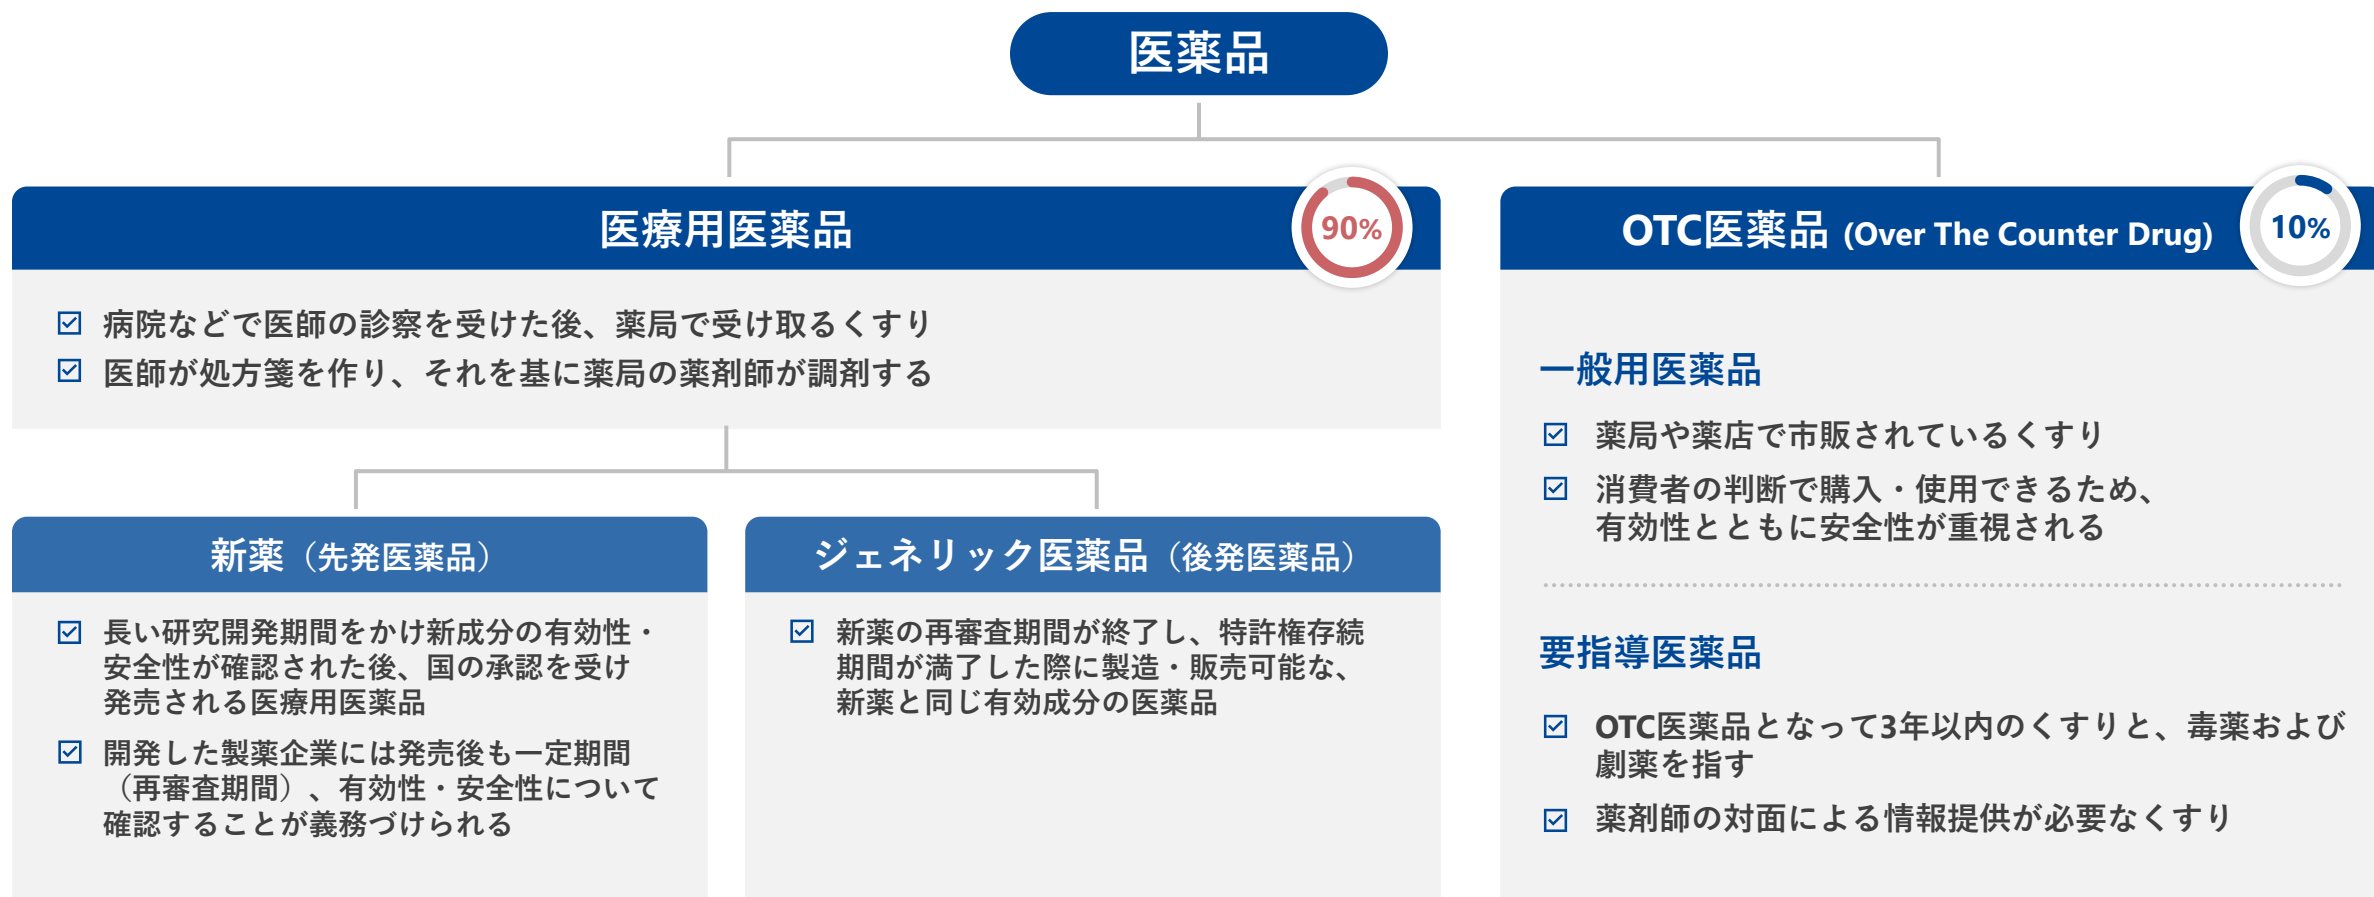 医薬品
医療用医薬品
90%
病院などで医師の診察を受けた後、薬局で受け取るくすり
医師が処方箋を作り、それを基に薬局の薬剤師が調剤する
新薬（先発医薬品）
長い研究開発期間をかけ新成分の有効性・
安全性が確認された後、国の承認を受け
発売される医療用医薬品
開発した製薬企業には発売後も一定期間
（再審査期間）、有効性・安全性について
確認することが義務づけられる
ジェネリック医薬品（後発医薬品）
新薬の再審査期間が終了し、特許権存続
期間が満了した際に製造・販売可能な、
新薬と同じ有効成分の医薬品
OTC医薬品 (Over The Counter Drug)
10%
一般用医薬品
薬局や薬店で市販されているくすり
消費者の判断で購入・使用できるため、
有効性とともに安全性が重視される
要指導医薬品
OTC医薬品となって3年以内のくすりと、毒薬および
劇薬を指す
薬剤師の対面による情報提供が必要なくすり